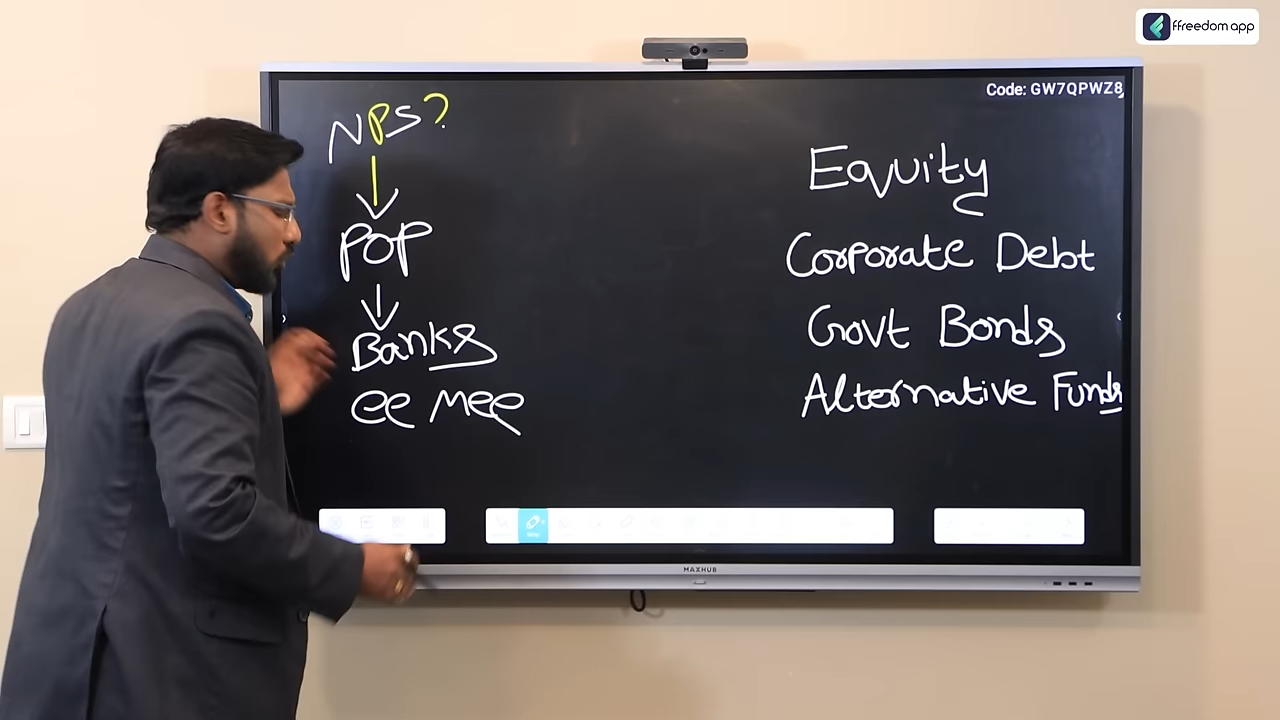 ffreedom app
Code: GW7QPWZ8
NPS?
POP
Banks
ee mee
Equity
Corporate Debt
Govt Bonds
Alternative Funds
MAXHUB